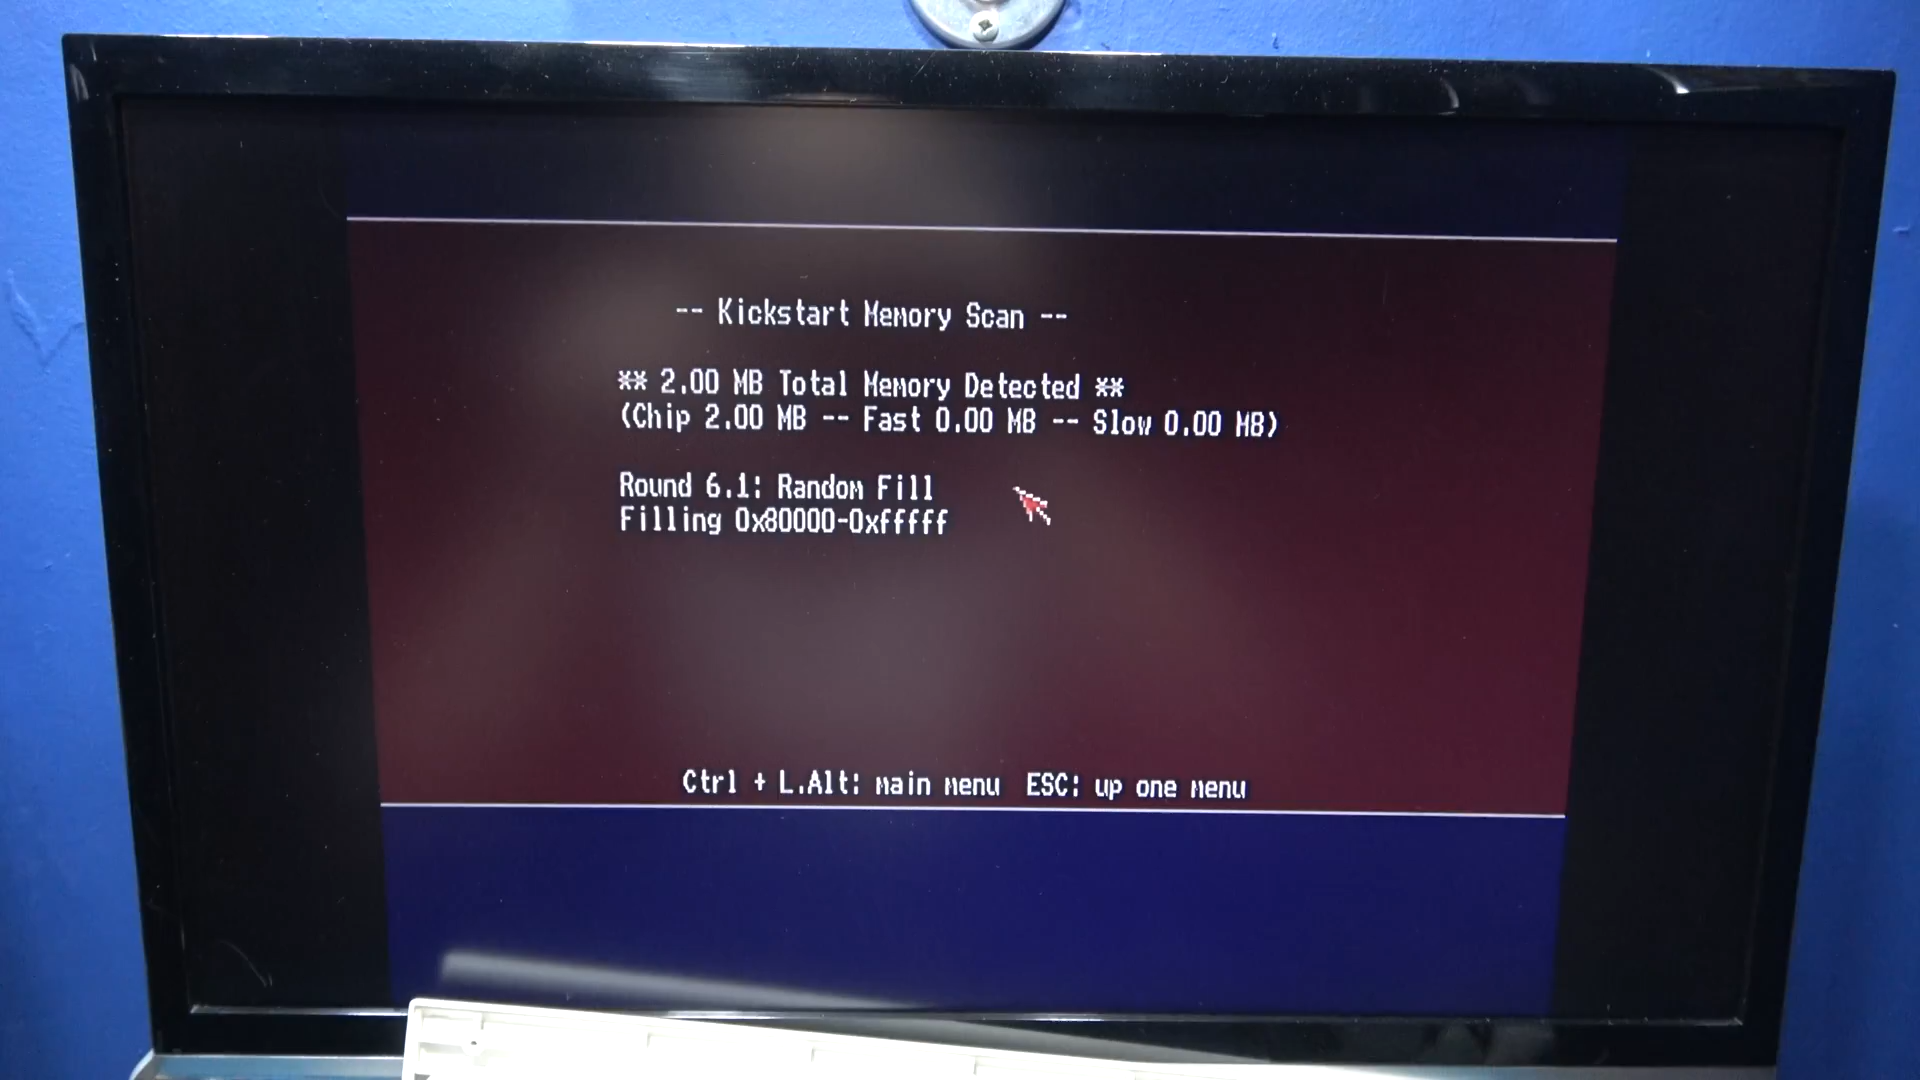 -- Kickstart Memory Scan --
** 2.00 MB Total Memory Detected **
(Chip 2.00 MB -- Fast 0.00 MB -- Slow 0.00 MB)
Round 6.1: Random Fill
Filling 0x80000-0xfffff
Ctrl + L.Alt: main menu ESC: up one menu